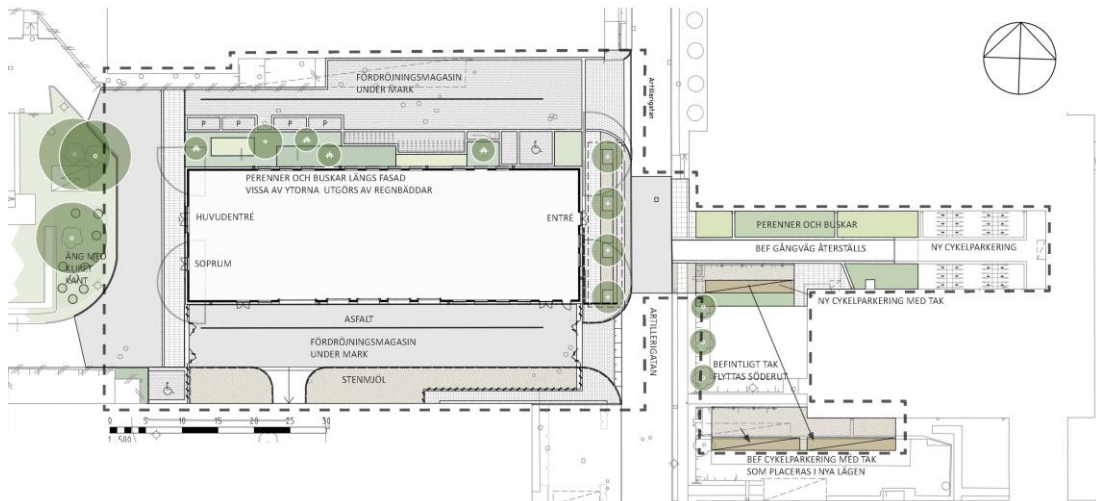 FÖRDRÖJNINGSMAGASIN
UNDER MARK
Artillerigatan
P P P P
PERENNER OCH BUSKAR LÄNGS FASAD
VISSA AV YTORNA UTGÖRS AV REGNBÄDDAR
HUVUDENTRÉ
ENTRÉ
SOPRUM
ÄNG MED
KLIPPT
KANT
PERENNER OCH BUSKAR
BEF GÅNGVÄG ÅTERSTÄLLS
NY CYKELPARKERING
NY CYKELPARKERING MED TAK
ASFALT
FÖRDRÖJNINGSMAGASIN
UNDER MARK
STENMJÖL
ARTILLERIGATAN
BEFINTLIGT TAK
FLYTTAS SÖDERUT
BEF CYKELPARKERING MED TAK
SOM PLACERAS I NYA LÄGEN
0 5 10 15 20 25 30
1:500